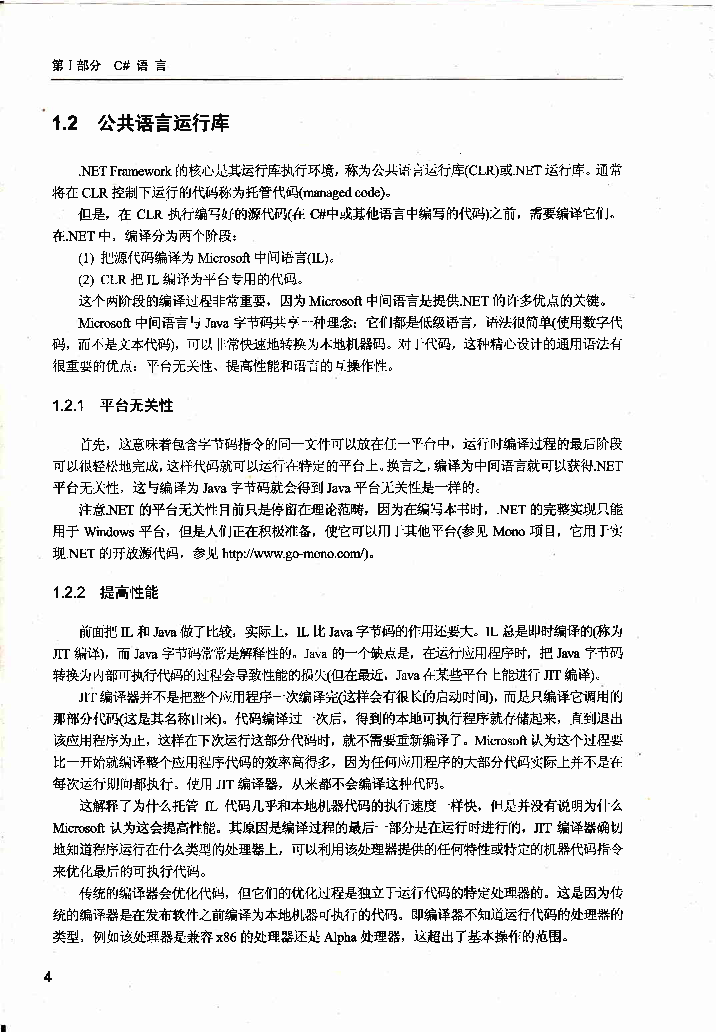 第Ⅰ部分 C# 语 言
1.2 公共语言运行库
.NET Framework 的核心是其运行库执行环境，称为公共语言运行库(CLR)或.NET 运行库。通常
将在 CLR 控制下运行的代码称为托管代码(managed code)。
但是，在 CLR 执行编写好的源代码(在 C#中或其他语言中编写的代码)之前，需要编译它们。
在.NET 中，编译分为两个阶段：
(1) 把源代码编译为 Microsoft 中间语言(IL)。
(2) CLR 把 IL 编译为平台专用的代码。
这个两阶段的编译过程非常重要，因为 Microsoft 中间语言是提供.NET 的许多优点的关键。
Microsoft 中间语言与 Java 字节码共享一种理念：它们都是低级语言，语法很简单(使用数字代
码，而不是文本代码)，可以非常快速地转换为本地机器码。对于代码，这种精心设计的通用语法有
很重要的优点：平台无关性、提高性能和语言的互操作性。
1.2.1 平台无关性
首先，这意味着包含字节码指令的同一文件可以放在任一平台中，运行时编译过程的最后阶段
可以很轻松地完成，这样代码就可以运行在特定的平台上。换言之，编译为中间语言就可以获得.NET
平台无关性，这与编译为 Java 字节码就会得到 Java 平台无关性是一样的。
注意.NET 的平台无关性目前只是停留在理论范畴，因为在编写本书时，.NET 的完整实现只能
用于 Windows 平台，但是人们正在积极准备，使它可以用于其他平台(参见 Mono 项目，它用于实
现.NET 的开放源代码，参见 http://www.go-mono.com/)。
1.2.2 提高性能
前面把 IL 和 Java 做了比较，实际上，IL 比 Java 字节码的作用还要大。IL 总是即时编译的(称为
JIT 编译)，而 Java 字节码常常是解释性的。Java 的一个缺点是，在运行应用程序时，把 Java 字节码
转换为内部可执行代码的过程会导致性能的损失(但在最近，Java 在某些平台上能进行 JIT 编译)。
JIT 编译器并不是把整个应用程序一次编译完(这样会有很长的启动时间)，而是只编译它调用的
那部分代码(这是其名称由来)。代码编译过一次后，得到的本地可执行程序就存储起来，直到退出
该应用程序为止，这样在下次运行这部分代码时，就不需要重新编译了。Microsoft 认为这个过程要
比一开始就编译整个应用程序代码的效率高得多，因为任何应用程序的大部分代码实际上并不是在
每次运行期间都执行。使用 JIT 编译器，从来都不会编译这种代码。
这解释了为什么托管 IL 代码几乎和本地机器代码的执行速度一样快，但是并没有说明为什么
Microsoft 认为这会提高性能。其原因是编译过程的最后一部分是在运行时进行的，JIT 编译器确切
地知道程序运行在什么类型的处理器上，可以利用该处理器提供的任何特性或特定的机器代码指令
来优化最后的可执行代码。
传统的编译器会优化代码，但它们的优化过程是独立于运行代码的特定处理器的。这是因为传
统的编译器是在发布软件之前编译为本地机器可执行的代码。即编译器不知道运行代码的处理器的
类型，例如该处理器是兼容 x86 的处理器还是 Alpha 处理器，这超出了基本操作的范围。
4